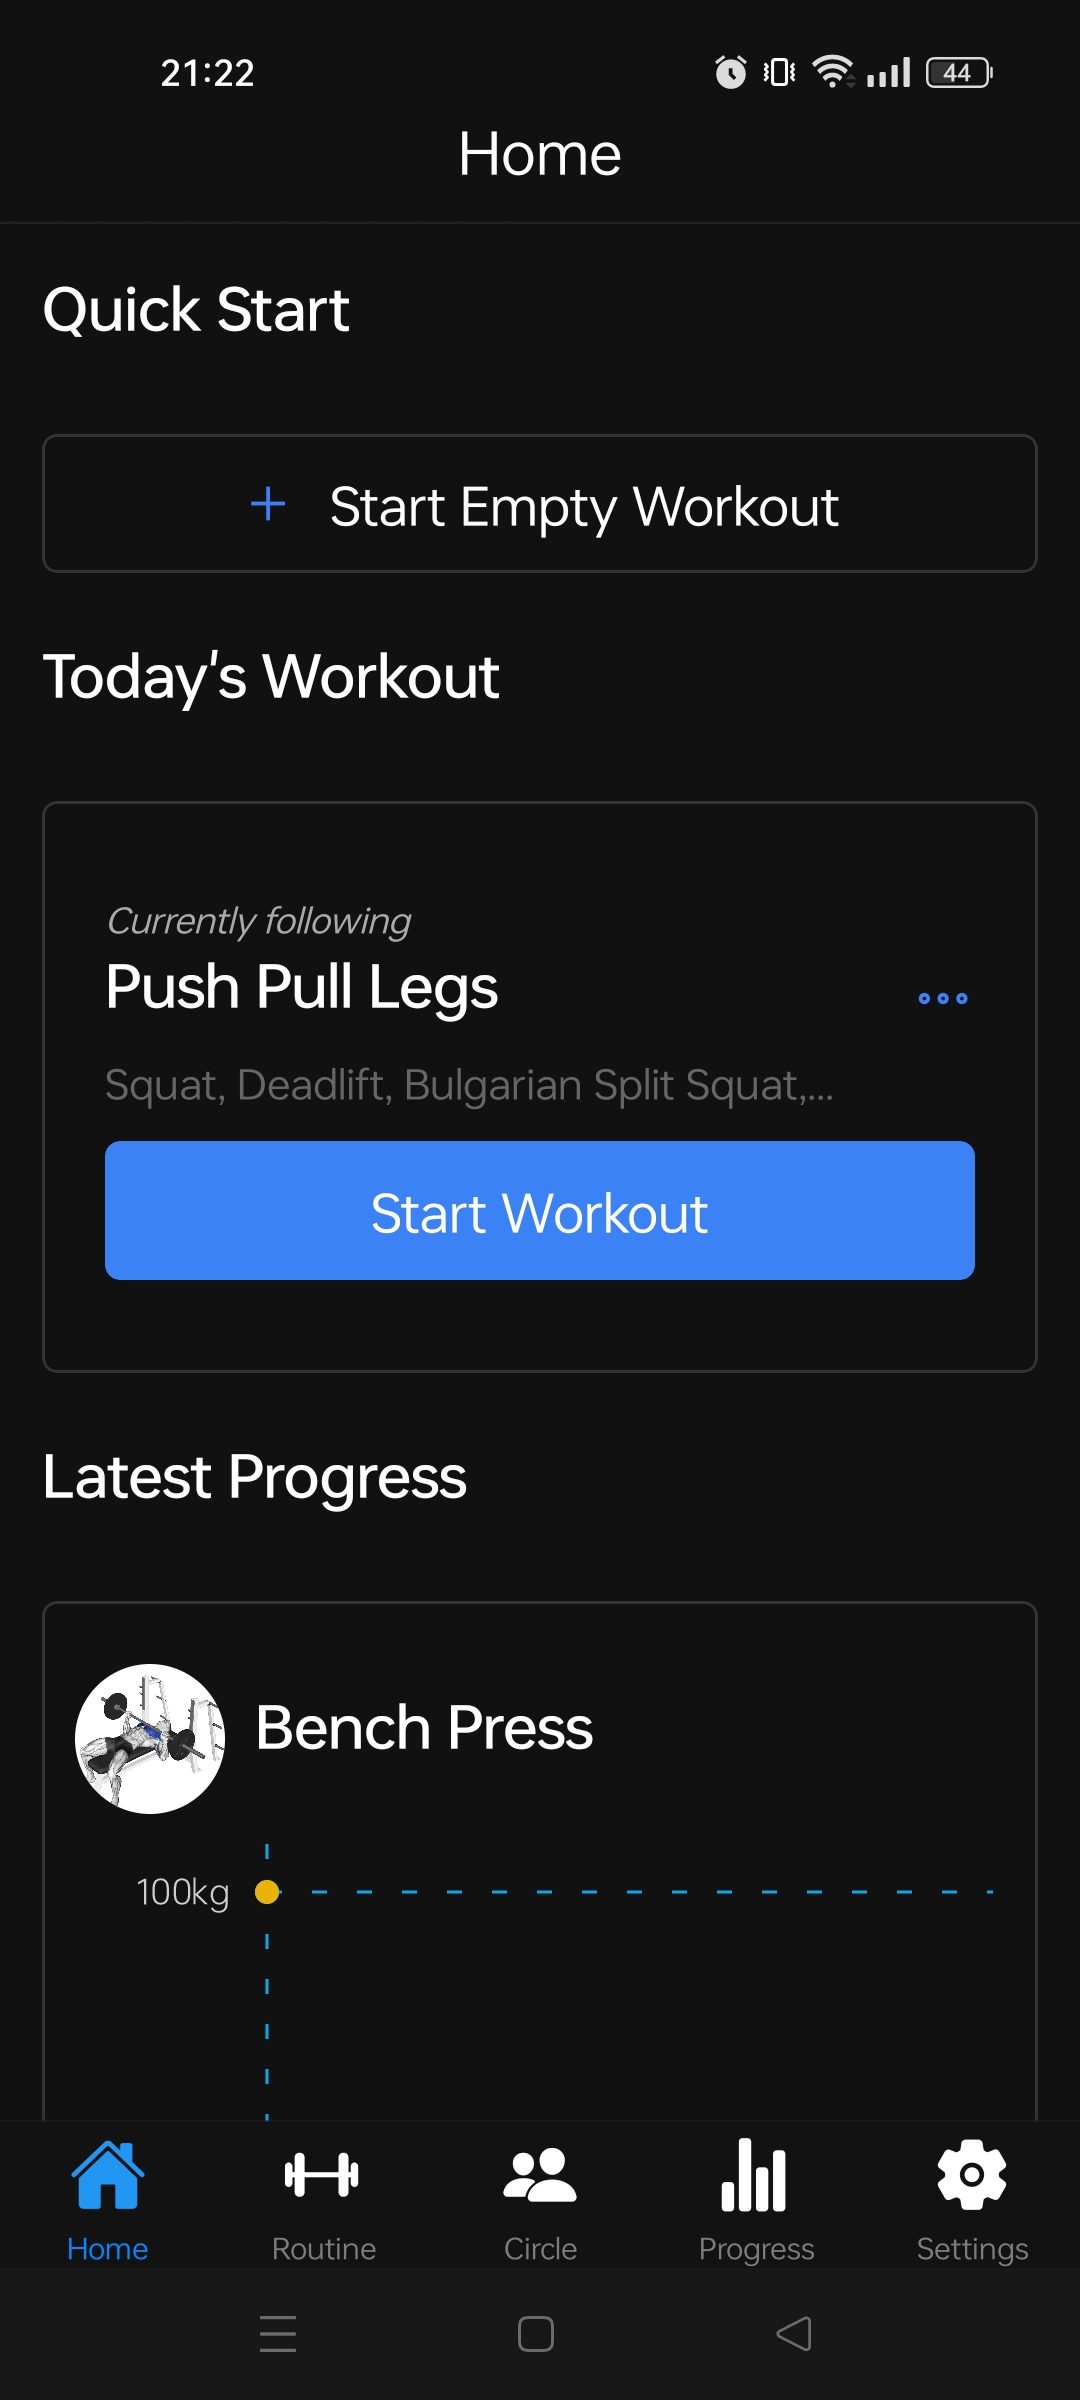 21:22
44
Home
Quick Start
+ Start Empty Workout
Today's Workout
Currently following
Push Pull Legs
Squat, Deadlift, Bulgarian Split Squat,...
Start Workout
Latest Progress
Bench Press
100kg
Home
Routine
Circle
Progress
Settings